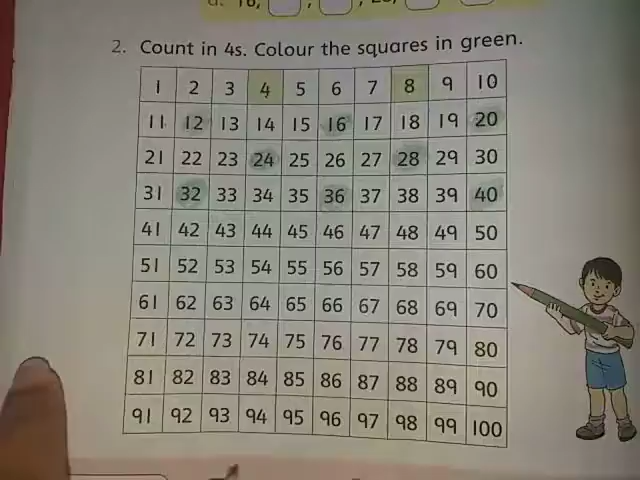 2. Count in 4s. Colour the squares in green.
1 2 3 4 5 6 7 8 9 10
11 12 13 14 15 16 17 18 19 20
21 22 23 24 25 26 27 28 29 30
31 32 33 34 35 36 37 38 39 40
41 42 43 44 45 46 47 48 49 50
51 52 53 54 55 56 57 58 59 60
61 62 63 64 65 66 67 68 69 70
71 72 73 74 75 76 77 78 79 80
81 82 83 84 85 86 87 88 89 90
91 92 93 94 95 96 97 98 99 100